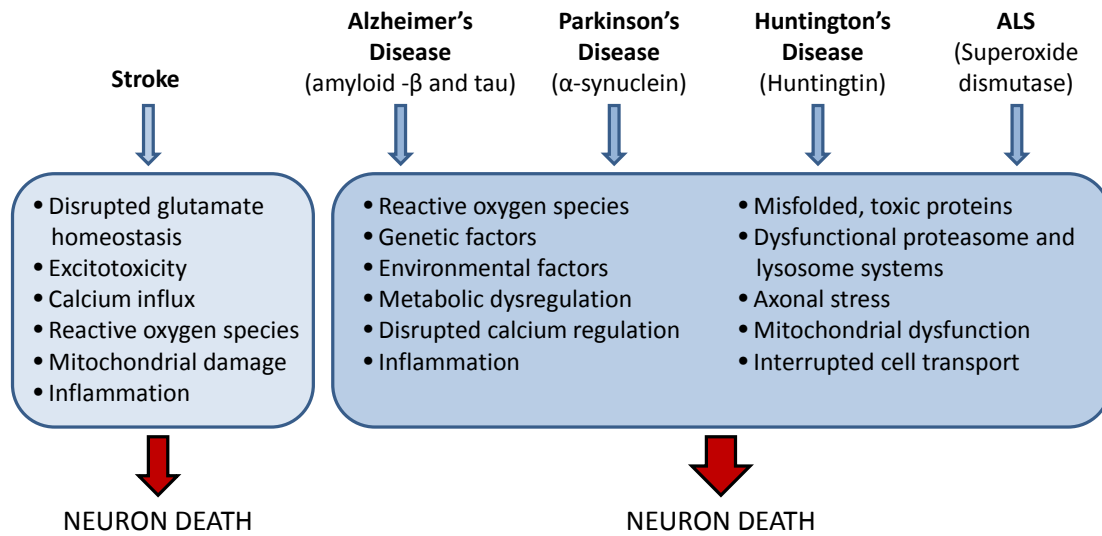 Stroke
Alzheimer's
Disease
(amyloid -β and tau)
Parkinson's
Disease
(α-synuclein)
Huntington's
Disease
(Huntingtin)
ALS
(Superoxide
dismutase)
• Disrupted glutamate
homeostasis
• Excitotoxicity
• Calcium influx
• Reactive oxygen species
• Mitochondrial damage
• Inflammation
• Reactive oxygen species
• Genetic factors
• Environmental factors
• Metabolic dysregulation
• Disrupted calcium regulation
• Inflammation
• Misfolded, toxic proteins
• Dysfunctional proteasome and
lysosome systems
• Axonal stress
• Mitochondrial dysfunction
• Interrupted cell transport
NEURON DEATH
NEURON DEATH